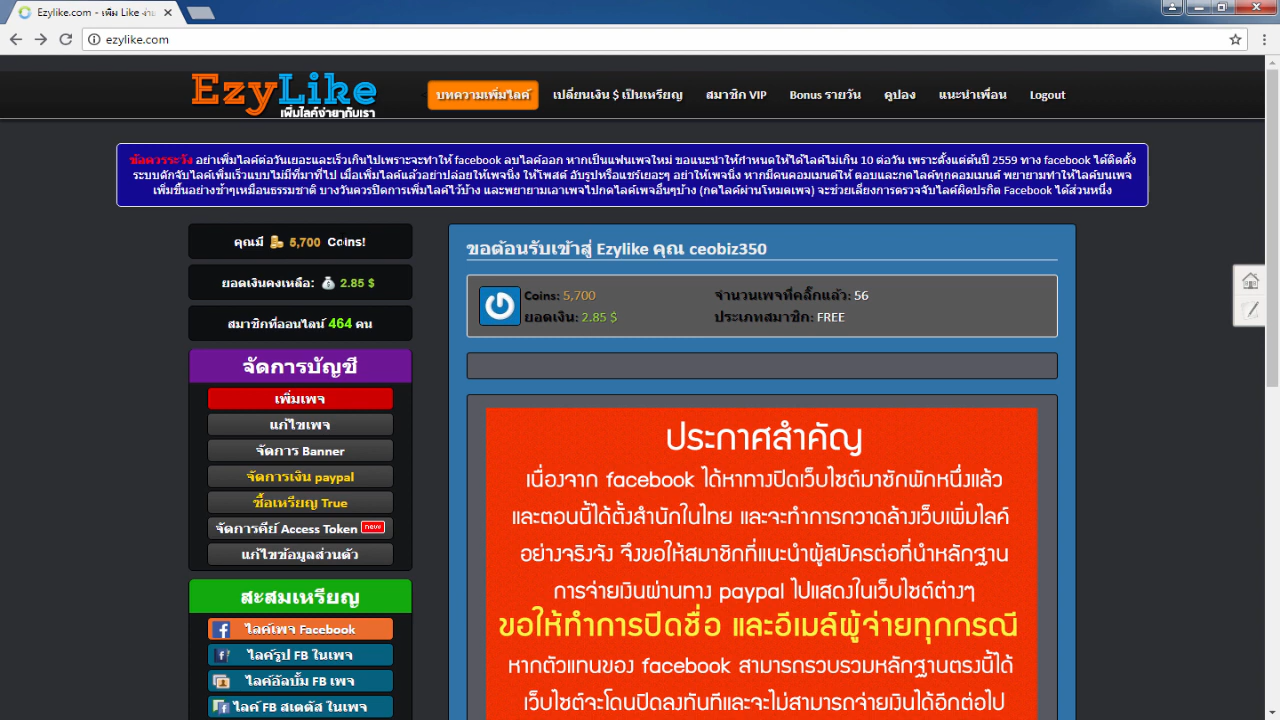 Ezylike.com - เพิ่ม Like ง่าย
ezylike.com
EzyLike
เพิ่มไลค์ง่ายๆกับเรา
บทความเพิ่มไลค์ เปลี่ยนเงิน $ เป็นเหรียญ สมาชิก VIP Bonus รายวัน คูปอง แนะนำเพื่อน Logout
ข้อควรระวัง อย่าเพิ่มไลค์ต่อวันเยอะและเร็วเกินไปเพราะจะทำให้ facebook ลบไลค์ออก หากเป็นแฟนเพจใหม่ ขอแนะนำให้กำหนดให้ได้ไลค์ไม่เกิน 10 ต่อวัน เพราะตั้งแต่ต้นปี 2559 ทาง facebook ได้ติดตั้ง
ระบบดักจับไลค์เพิ่มเร็วแบบไม่มีที่มาที่ไป เมื่อเพิ่มไลค์แล้วอย่าปล่อยให้เพจนิ่ง ให้โพสต์ อับรูปหรือแชร์เยอะๆ อย่าให้เพจนิ่ง หากมีคนคอมเมนต์ให้ ตอบและกดไลค์ทุกคอมเมนต์ พยายามทำให้ไลค์บนเพจ
เพิ่มขึ้นอย่างช้าๆเหมือนธรรมชาติ บางวันควรปิดการเพิ่มไลค์ไว้บ้าง และพยายามเอาเพจไปกดไลค์เพจอื่นๆบ้าง (กดไลค์ผ่านโหมดเพจ) จะช่วยเลี่ยงการตรวจจับไลค์ผิดปรกิต Facebook ได้ส่วนหนึ่ง
คุณมี 5,700 Coins!
ยอดเงินคงเหลือ: 2.85 $
สมาชิกที่ออนไลน์ 464 คน
จัดการบัญชี
เพิ่มเพจ
แก้ไขเพจ
จัดการ Banner
จัดการเงิน paypal
ซื้อเหรียญ True
จัดการคีย์ Access Token new
แก้ไขข้อมูลส่วนตัว
สะสมเหรียญ
ไลค์เพจ Facebook
ไลค์รูป FB ในเพจ
ไลค์อัลบั้ม FB เพจ
ไลค์ FB สเตตัส ในเพจ
ขอต้อนรับเข้าสู่ Ezylike คุณ ceobiz350
Coins: 5,700 จำนวนเพจที่คลิ๊กแล้ว: 56
ยอดเงิน: 2.85 $ ประเภทสมาชิก: FREE
ประกาศสำคัญ
เนื่องจาก facebook ได้หาทางปิดเว็บไซต์มาซักพักหนึ่งแล้ว
และตอนนี้ได้ตั้งสำนักในไทย และจะทำการกวาดล้างเว็บเพิ่มไลค์
อย่างจริงจัง จึงขอให้สมาชิกที่แนะนำผู้สมัครต่อที่นำหลักฐาน
การจ่ายเงินผ่านทาง paypal ไปแสดงในเว็บไซต์ต่างๆ
ขอให้ทำการปิดชื่อ และอีเมล์ผู้จ่ายทุกกรณี
หากตัวแทนของ facebook สามารถรวบรวมหลักฐานตรงนี้ได้
เว็บไซต์จะโดนปิดลงทันทีและจะไม่สามารถจ่ายเงินได้อีกต่อไป